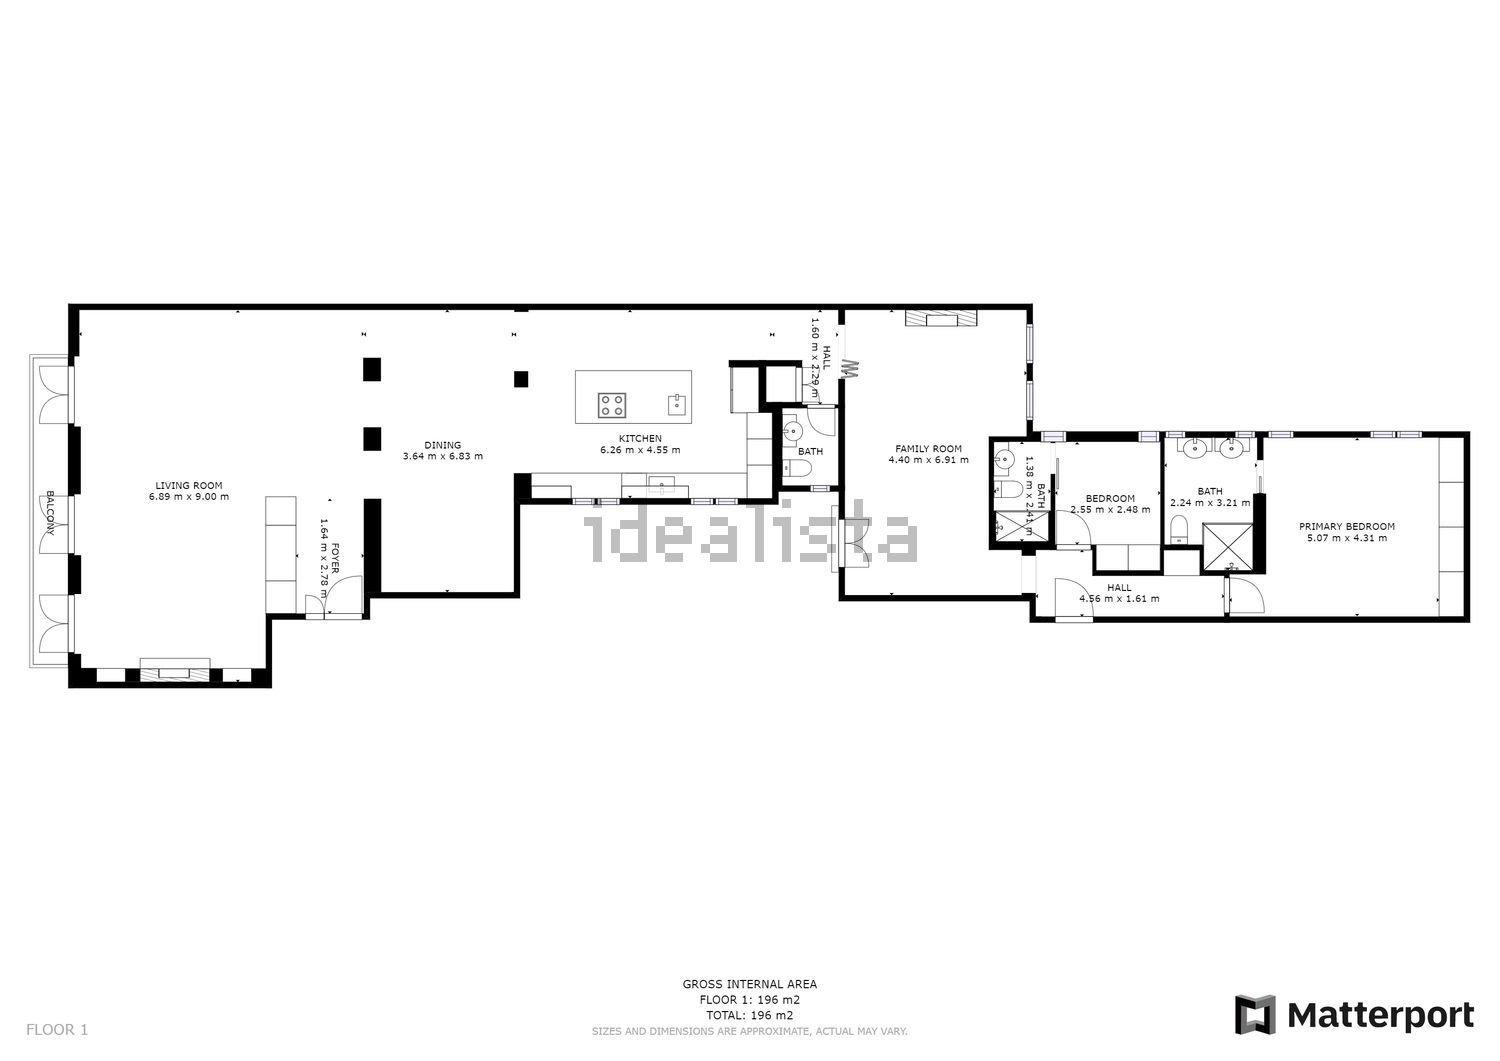 LIVING ROOM
6.89 m x 9.00 m
BALCONY
FOYER
1.64 m x 2.78 m
DINING
3.64 m x 6.83 m
KITCHEN
6.26 m x 4.55 m
HALL
1.60 m x 2.29 m
BATH
FAMILY ROOM
4.40 m x 6.91 m
BATH
1.38 m x 2.41 m
BEDROOM
2.55 m x 2.48 m
BATH
2.24 m x 3.21 m
PRIMARY BEDROOM
5.07 m x 4.31 m
HALL
4.56 m x 1.61 m
idealista
GROSS INTERNAL AREA
FLOOR 1: 196 m2
TOTAL: 196 m2
SIZES AND DIMENSIONS ARE APPROXIMATE, ACTUAL MAY VARY.
FLOOR 1
Matterport